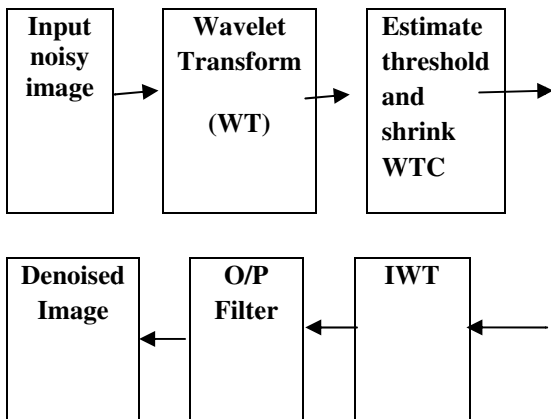 Input
noisy
image
Wavelet
Transform
(WT)
Estimate
threshold
and
shrink
WTC
IWT
O/P
Filter
Denoised
Image